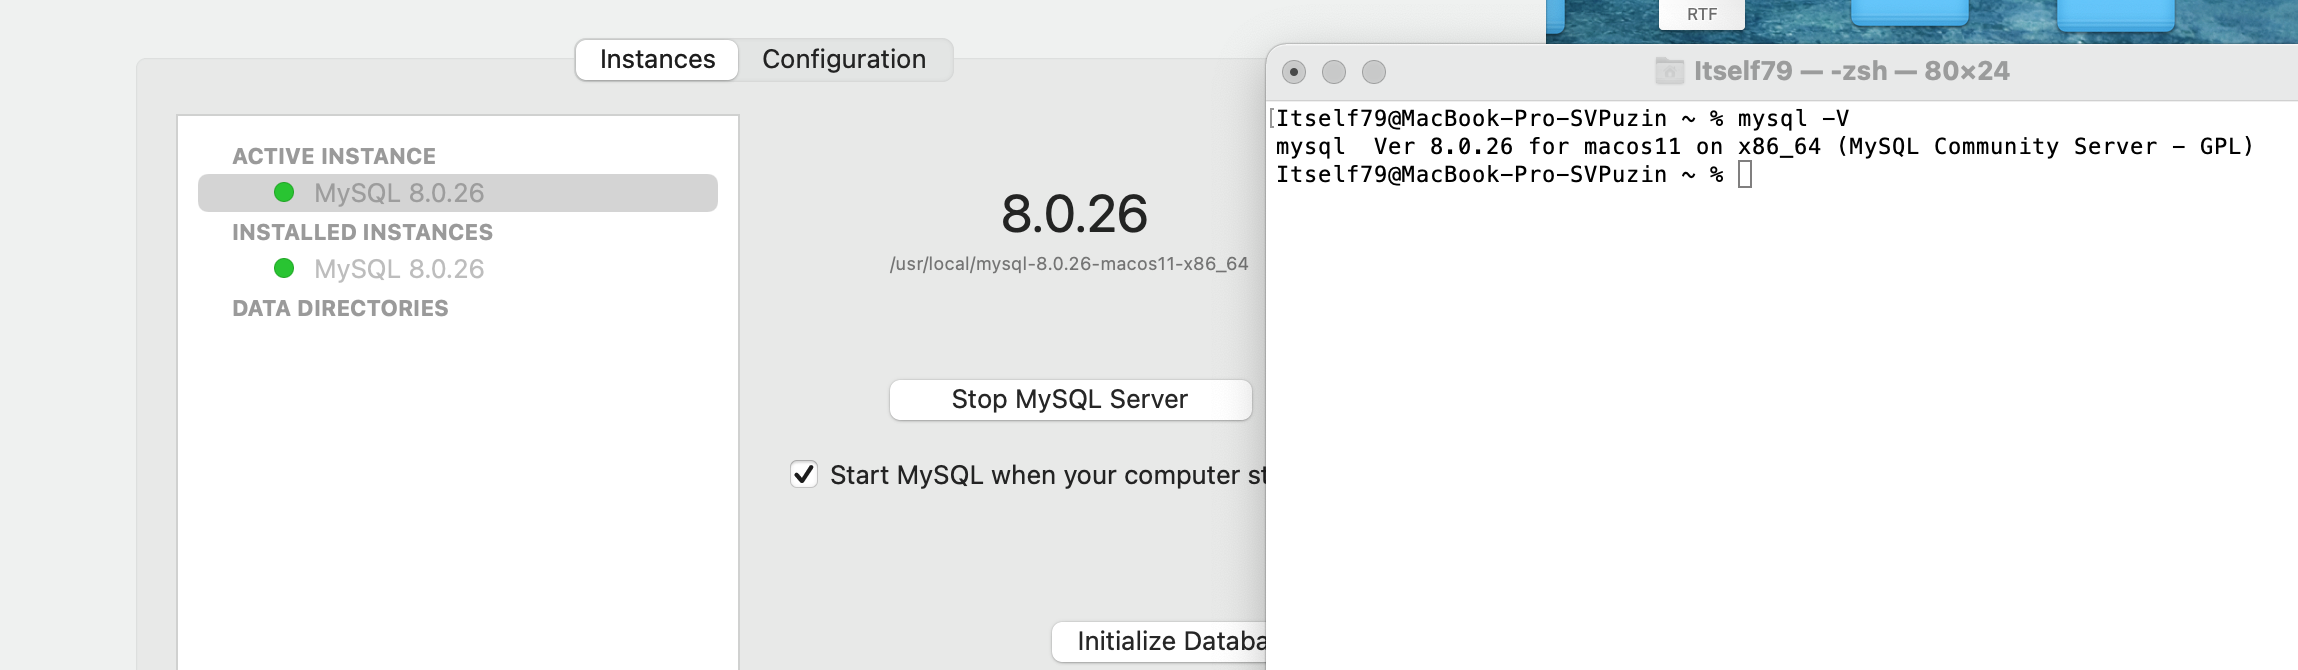 RTF
Instances
Configuration
ACTIVE INSTANCE
MySQL 8.0.26
INSTALLED INSTANCES
MySQL 8.0.26
DATA DIRECTORIES
8.0.26
/usr/local/mysql-8.0.26-macos11-x86_64
Stop MySQL Server
Start MySQL when your computer st
Initialize Databa
Itself79 — -zsh — 80×24
[Itself79@MacBook-Pro-SVPuzin ~ % mysql -V
mysql  Ver 8.0.26 for macos11 on x86_64 (MySQL Community Server - GPL)
Itself79@MacBook-Pro-SVPuzin ~ %